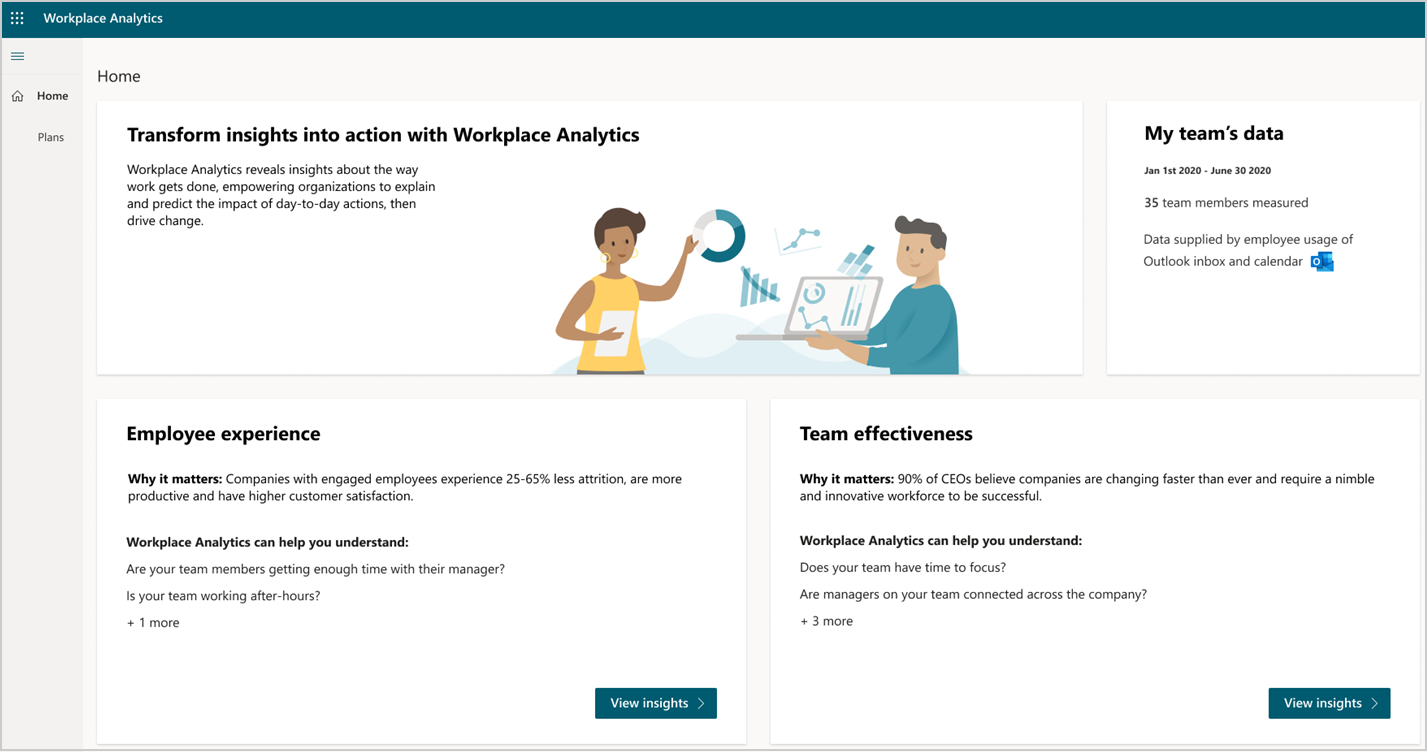 Workplace Analytics
Home
Plans
Home
Transform insights into action with Workplace Analytics
Workplace Analytics reveals insights about the way
work gets done, empowering organizations to explain
and predict the impact of day-to-day actions, then
drive change.
My team's data
Jan 1st 2020 - June 30 2020
35 team members measured
Data supplied by employee usage of
Outlook inbox and calendar
Employee experience
Why it matters: Companies with engaged employees experience 25-65% less attrition, are more
productive and have higher customer satisfaction.
Workplace Analytics can help you understand:
Are your team members getting enough time with their manager?
Is your team working after-hours?
+ 1 more
View insights
Team effectiveness
Why it matters: 90% of CEOs believe companies are changing faster than ever and require a nimble
and innovative workforce to be successful.
Workplace Analytics can help you understand:
Does your team have time to focus?
Are managers on your team connected across the company?
+ 3 more
View insights